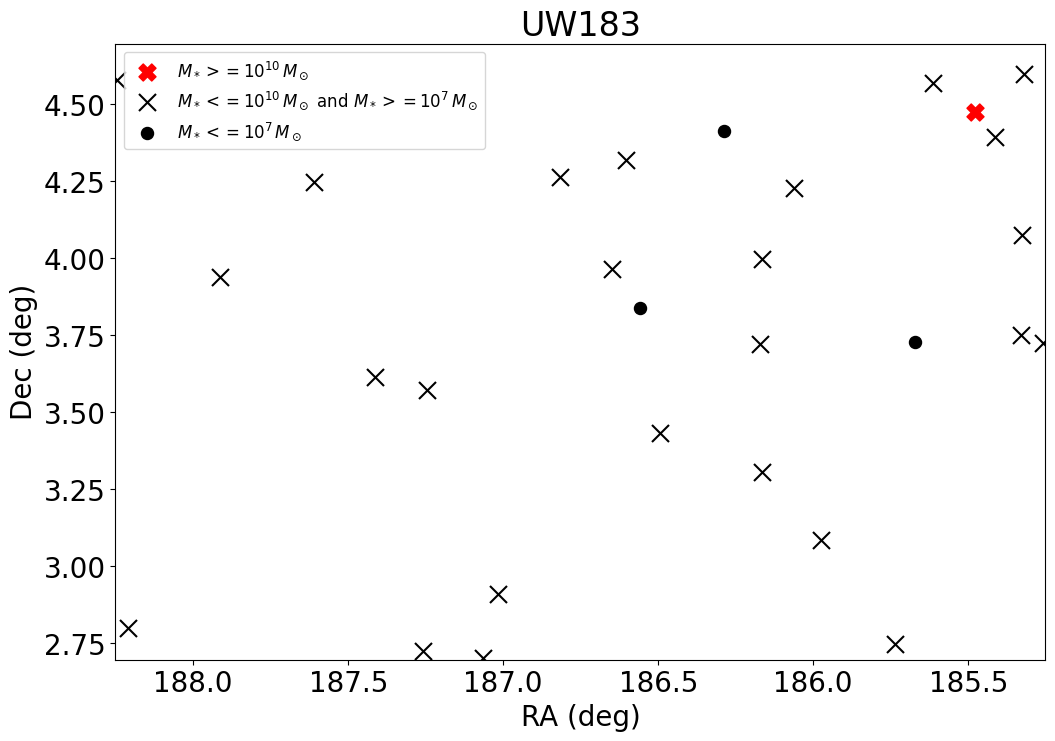 UW183
M* >= 10^10 M⊙
M* <= 10^10 M⊙ and M* >= 10^7 M⊙
M* <= 10^7 M⊙
4.50
4.25
4.00
3.75
3.50
3.25
3.00
2.75
Dec (deg)
188.0 187.5 187.0 186.5 186.0 185.5
RA (deg)